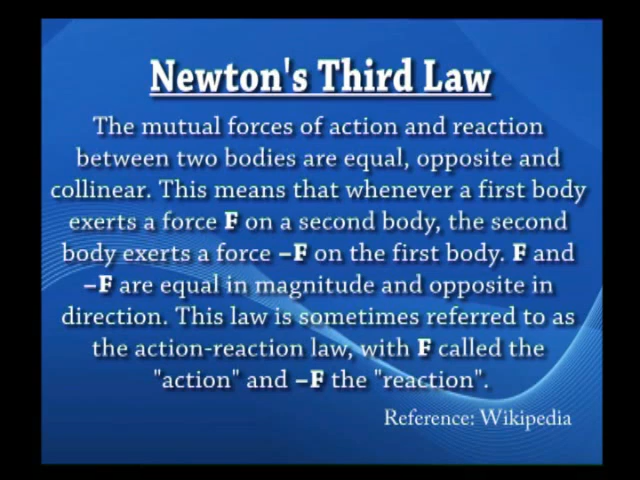 Newton's Third Law
The mutual forces of action and reaction
between two bodies are equal, opposite and
collinear. This means that whenever a first body
exerts a force F on a second body, the second
body exerts a force –F on the first body. F and
–F are equal in magnitude and opposite in
direction. This law is sometimes referred to as
the action-reaction law, with F called the
"action" and –F the "reaction".
Reference: Wikipedia